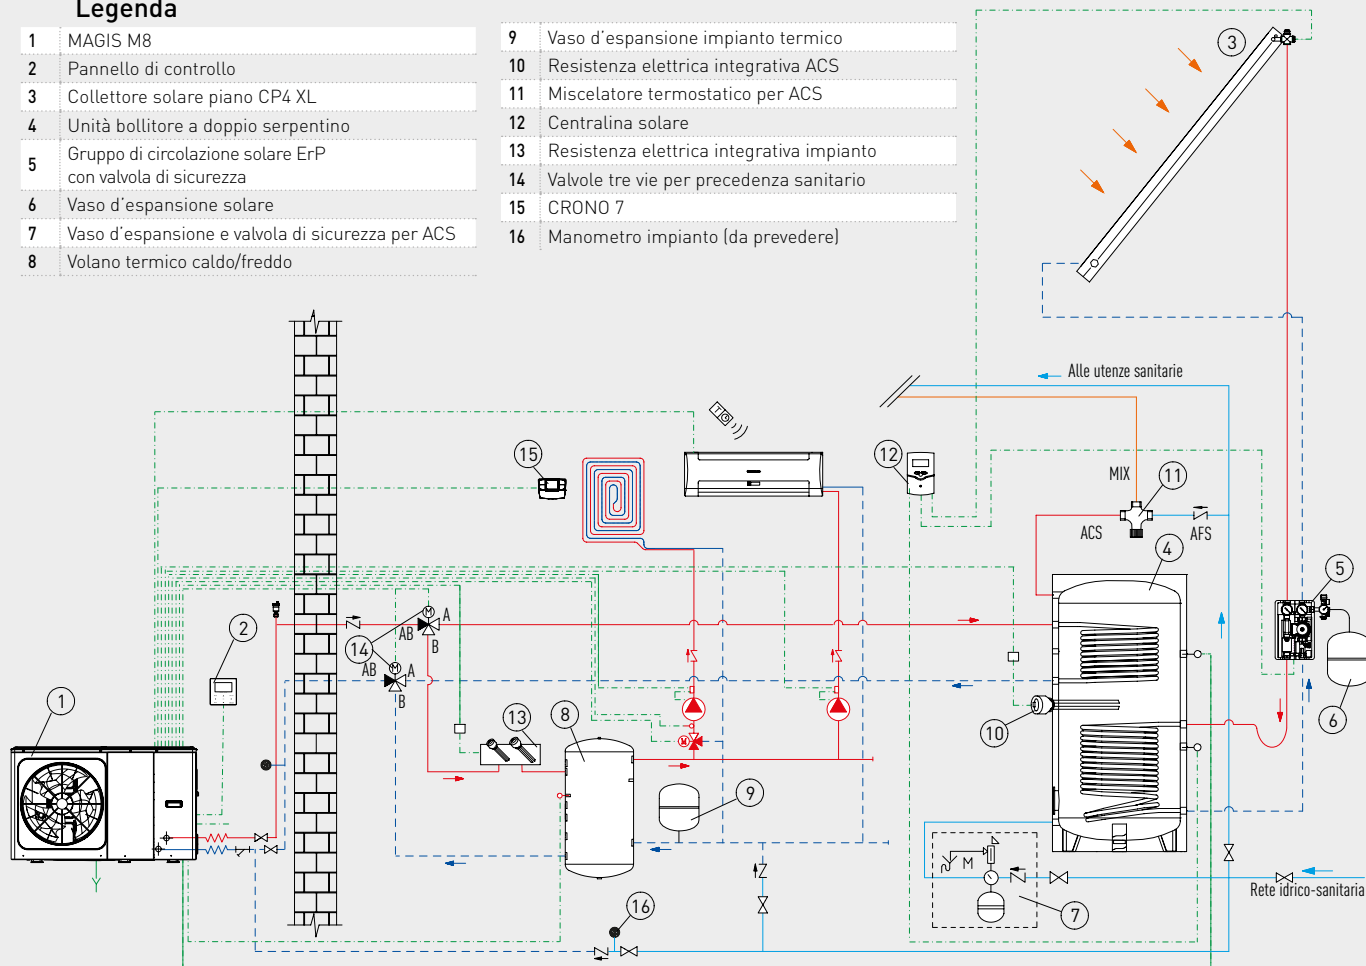 Legenda
1 MAGIS M8
2 Pannello di controllo
3 Collettore solare piano CP4 XL
4 Unità bollitore a doppio serpentino
5 Gruppo di circolazione solare ErP
con valvola di sicurezza
6 Vaso d'espansione solare
7 Vaso d'espansione e valvola di sicurezza per ACS
8 Volano termico caldo/freddo
9 Vaso d'espansione impianto termico
10 Resistenza elettrica integrativa ACS
11 Miscelatore termostatico per ACS
12 Centralina solare
13 Resistenza elettrica integrativa impianto
14 Valvole tre vie per precedenza sanitario
15 CRONO 7
16 Manometro impianto (da prevedere)
3
Alle utenze sanitarie
T
15
12
MIX
11
ACS
AFS
4
5
M
A
AB
B
2
14
AB
M
A
B
1
13
8
M
10
6
9
M
7
Rete idrico-sanitaria
16